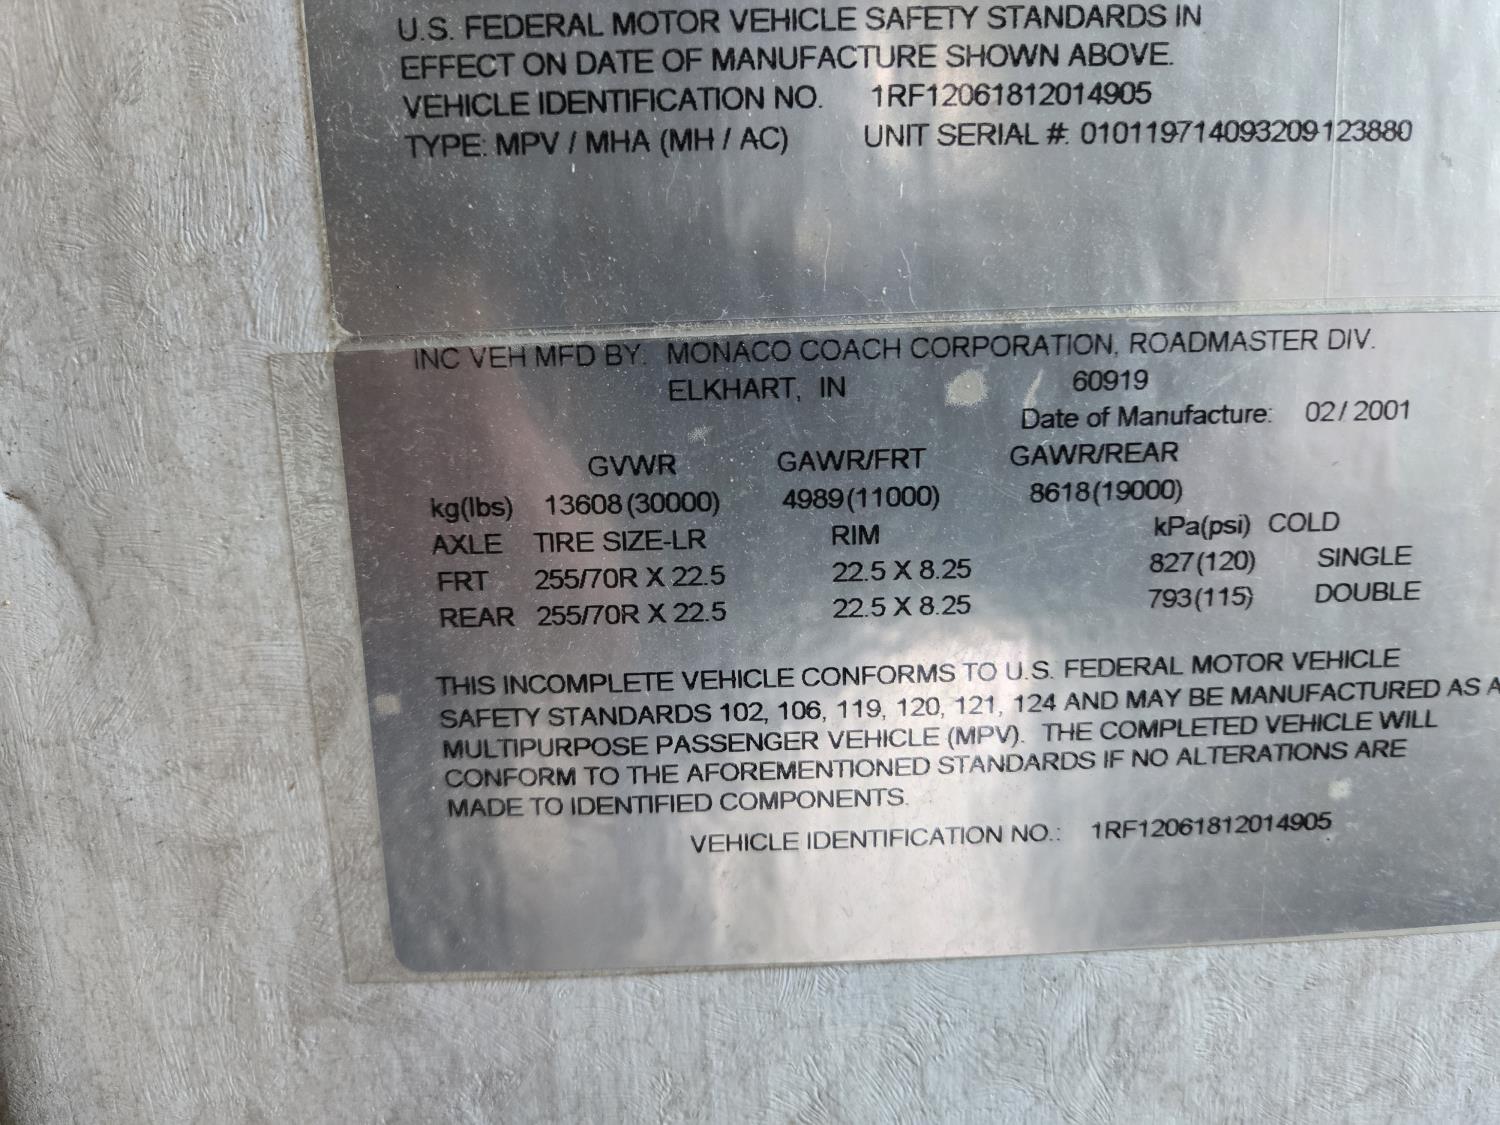 U.S. FEDERAL MOTOR VEHICLE SAFETY STANDARDS IN
EFFECT ON DATE OF MANUFACTURE SHOWN ABOVE.
VEHICLE IDENTIFICATION NO. 1RF12061812014905
TYPE: MPV / MHA (MH / AC) UNIT SERIAL #: 010119714093209123880
INC VEH MFD BY: MONACO COACH CORPORATION, ROADMASTER DIV.
ELKHART, IN 60919
Date of Manufacture: 02/ 2001
GVWR GAWR/FRT GAWR/REAR
kg(lbs) 13608(30000) 4989(11000) 8618(19000)
AXLE TIRE SIZE-LR RIM kPa(psi) COLD
FRT 255/70R X 22.5 22.5 X 8.25 827(120) SINGLE
REAR 255/70R X 22.5 22.5 X 8.25 793(115) DOUBLE
THIS INCOMPLETE VEHICLE CONFORMS TO U.S. FEDERAL MOTOR VEHICLE
SAFETY STANDARDS 102, 106, 119, 120, 121, 124 AND MAY BE MANUFACTURED AS A
MULTIPURPOSE PASSENGER VEHICLE (MPV). THE COMPLETED VEHICLE WILL
CONFORM TO THE AFOREMENTIONED STANDARDS IF NO ALTERATIONS ARE
MADE TO IDENTIFIED COMPONENTS.
VEHICLE IDENTIFICATION NO.: 1RF12061812014905